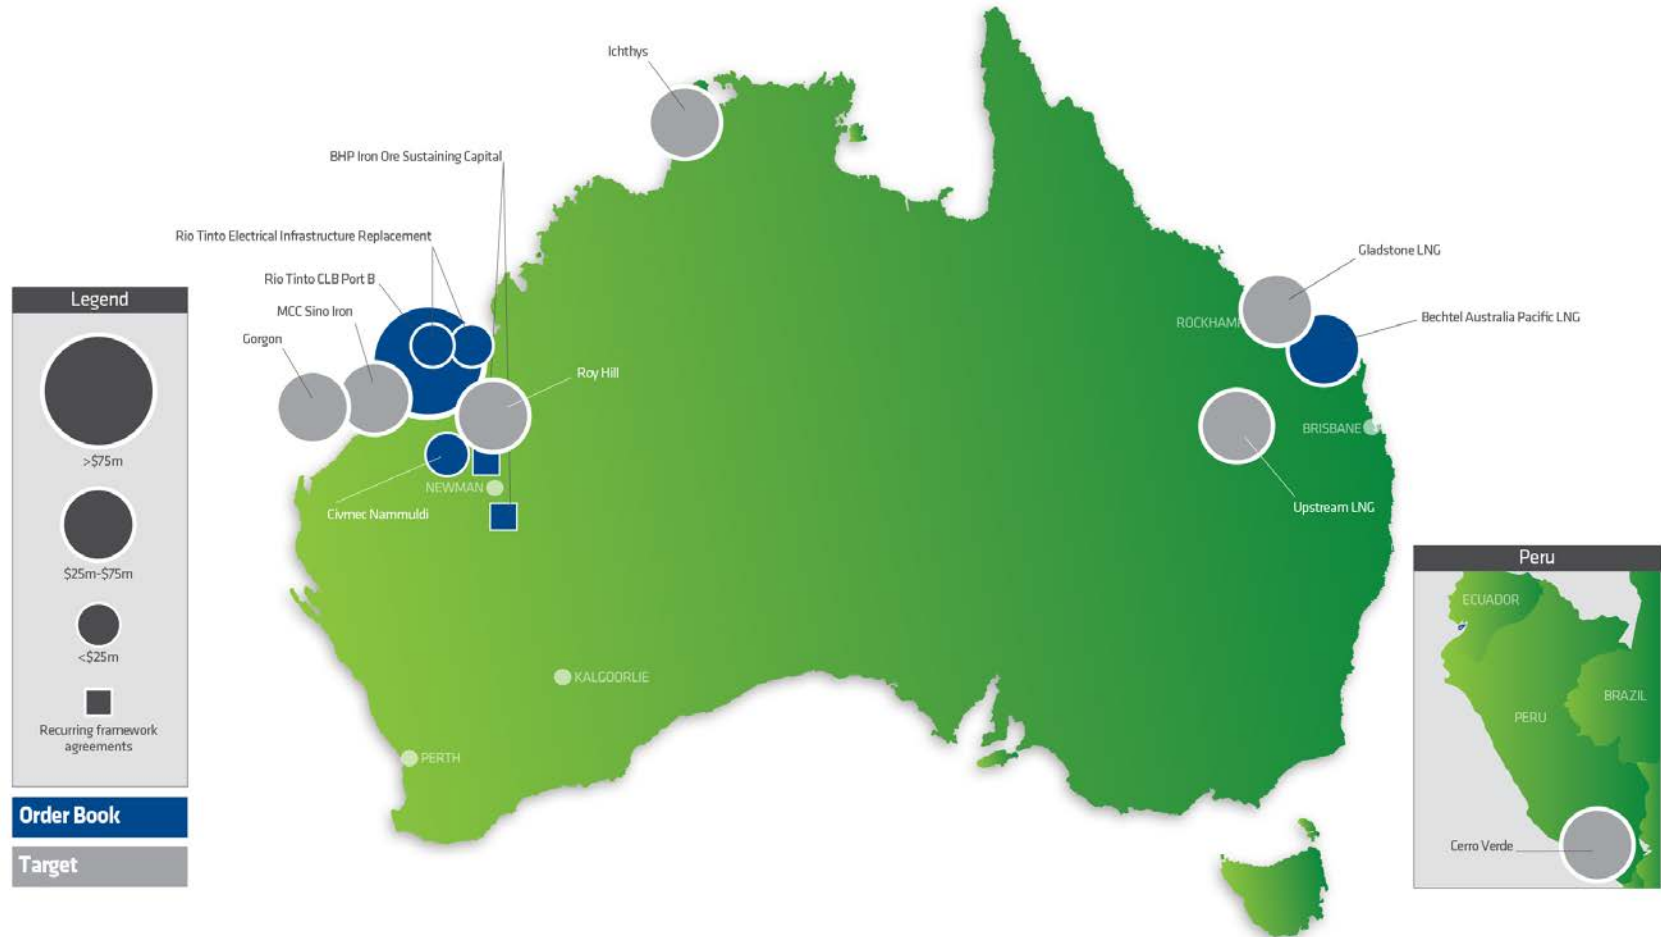 Ichthys
BHP Iron Ore Sustaining Capital
Rio Tinto Electrical Infrastructure Replacement
Rio Tinto CLB Port B
MCC Sino Iron
Gorgon
Roy Hill
Gladstone LNG
ROCKHAM
Bechtel Australia Pacific LNG
BRISBANE
Upstream LNG
NEWMAN
Civmec Nammuldi
KALGOORLIE
PERTH
Legend
>$75m
$25m-$75m
<$25m
Recurring framework
agreements
Order Book
Target
Peru
ECUADOR
BRAZIL
PERU
Cerro Verde